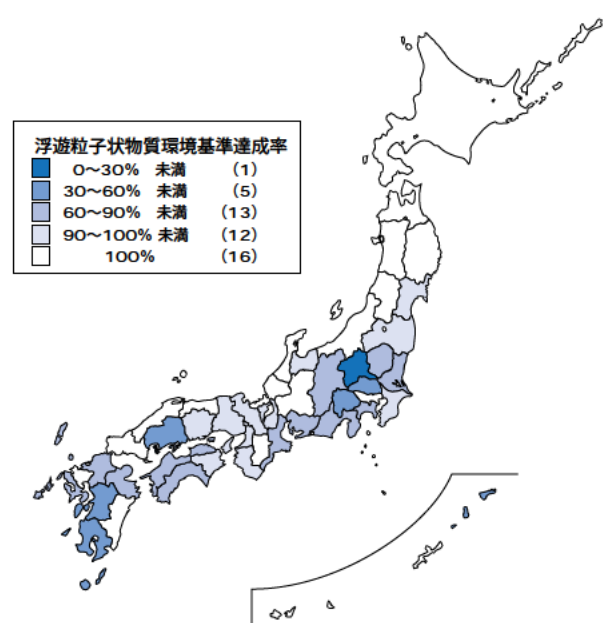 浮遊粒子状物質環境基準達成率
0～30% 未満 （1）
30～60% 未満 （5）
60～90% 未満 （13）
90～100% 未満 （12）
100% （16）